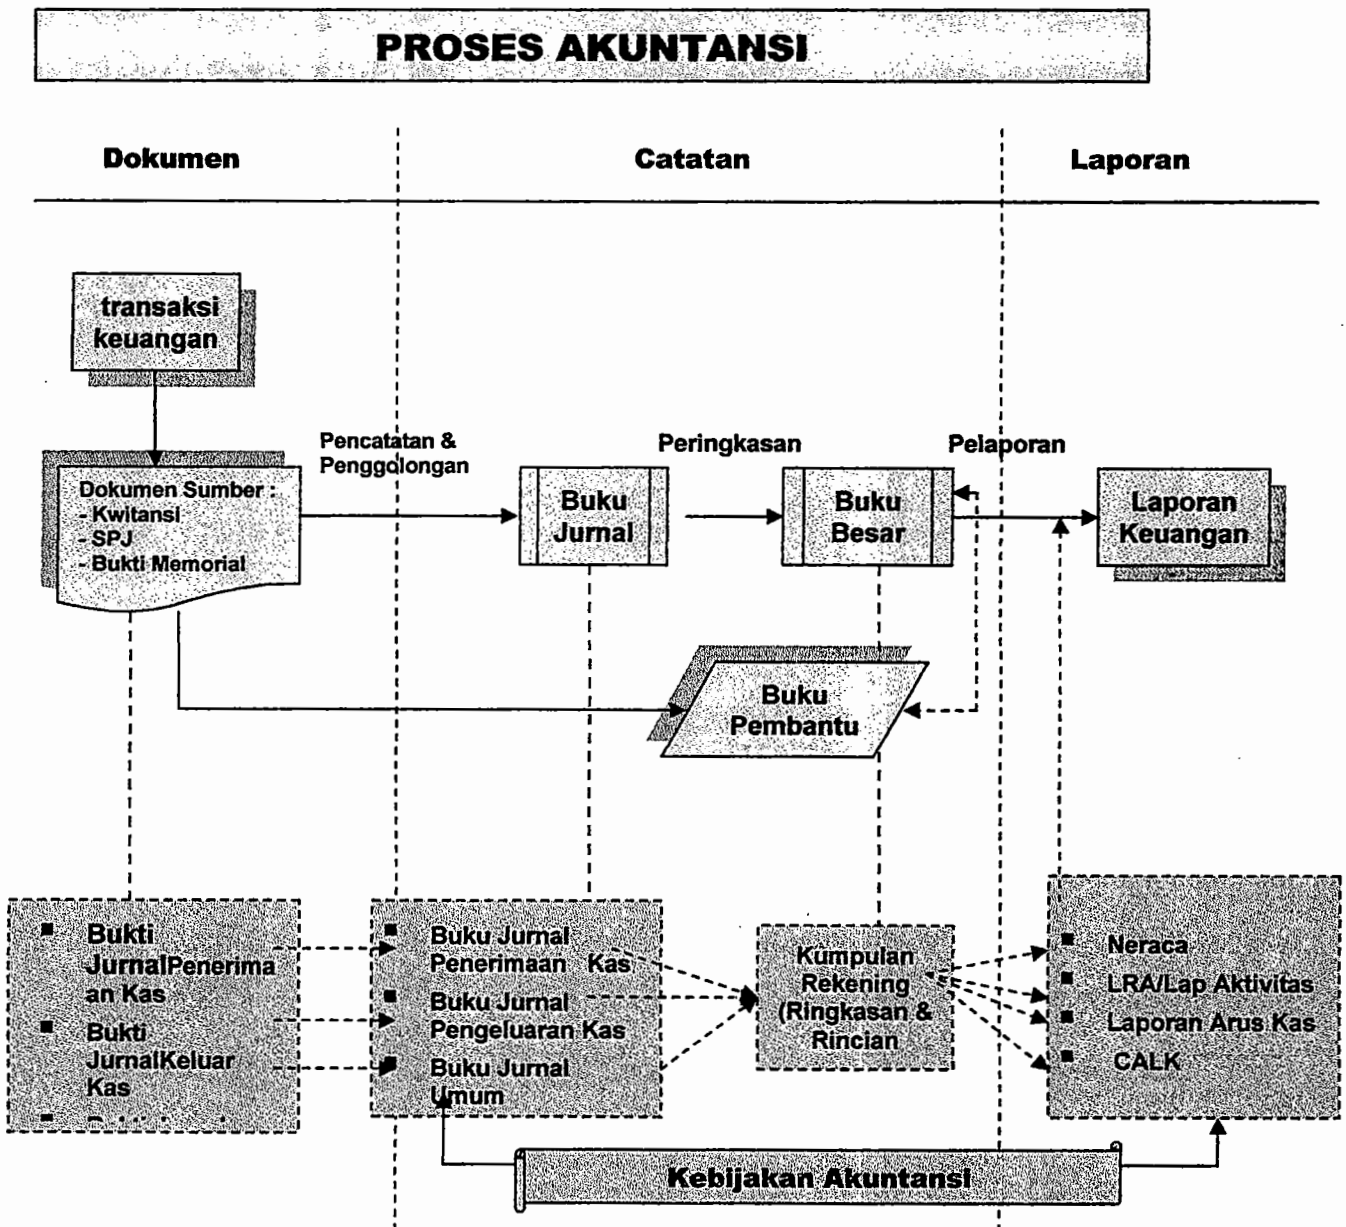 PROSES AKUNTANSI
Dokumen
Catatan
Laporan
transaksi
keuangan
Pencatatan &
Penggolongan
Peringkasan
Pelaporan
Dokumen Sumber :
- Kwitansi
- SPJ
- Bukti Memorial
Buku
Jurnal
Buku
Besar
Laporan
Keuangan
Buku
Pembantu
▪ Bukti
JurnalPenerima
an Kas
▪ Bukti
JurnalKeluar
Kas
▪ Buku Jurnal
Penerimaan Kas
▪ Buku Jurnal
Pengeluaran Kas
▪ Buku Jurnal
Umum
Kumpulan
Rekening
(Ringkasan &
Rincian
▪ Neraca
▪ LRA/Lap Aktivitas
▪ Laporan Arus Kas
▪ CALK
Kebijakan Akuntansi